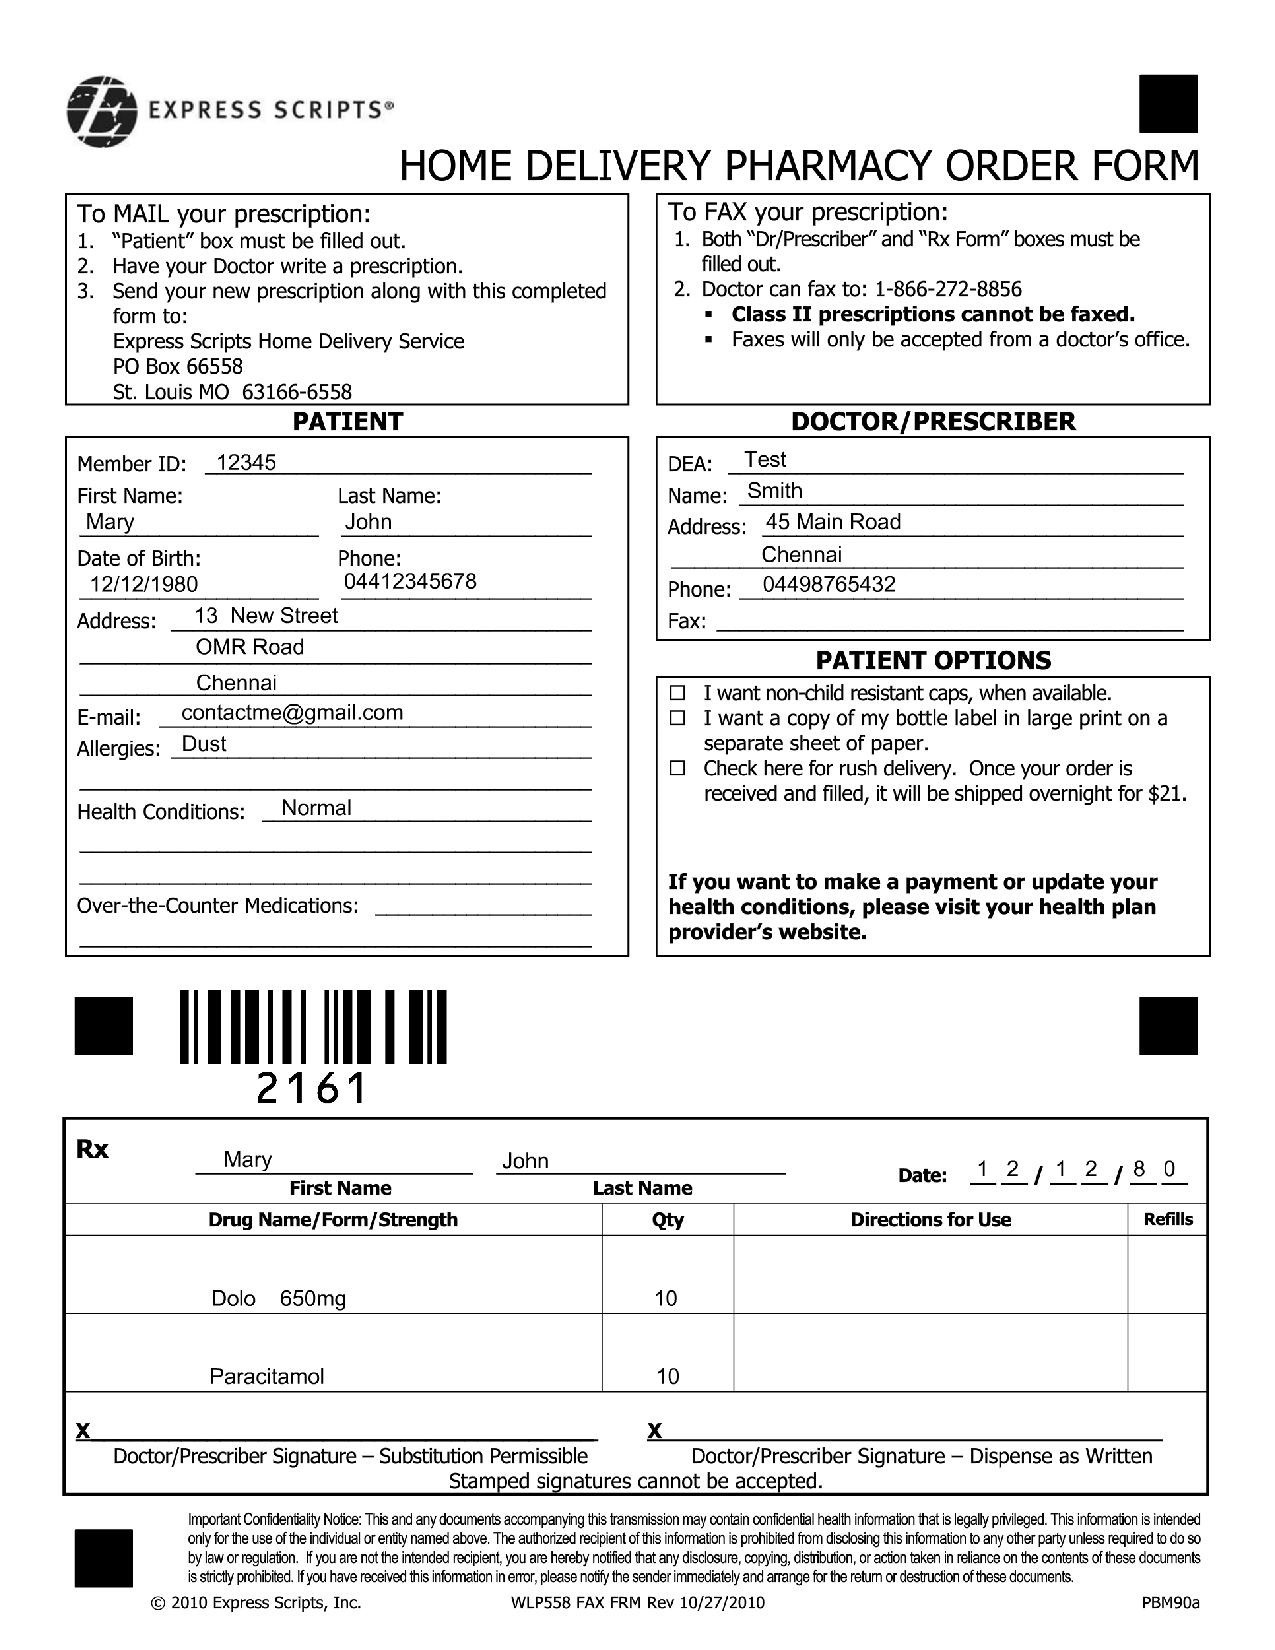 EXPRESS SCRIPTS®
HOME DELIVERY PHARMACY ORDER FORM
To MAIL your prescription:
1. “Patient” box must be filled out.
2. Have your Doctor write a prescription.
3. Send your new prescription along with this completed
form to:
Express Scripts Home Delivery Service
PO Box 66558
St. Louis MO 63166-6558
To FAX your prescription:
1. Both “Dr/Prescriber” and “Rx Form” boxes must be
filled out.
2. Doctor can fax to: 1-866-272-8856
▪ Class II prescriptions cannot be faxed.
▪ Faxes will only be accepted from a doctor’s office.
PATIENT
Member ID: 12345
First Name: Last Name:
Mary John
Date of Birth: Phone:
12/12/1980 04412345678
Address: 13 New Street
OMR Road
Chennai
E-mail: contactme@gmail.com
Allergies: Dust
Health Conditions: Normal
Over-the-Counter Medications:
DOCTOR/PRESCRIBER
DEA: Test
Name: Smith
Address: 45 Main Road
Chennai
Phone: 04498765432
Fax:
PATIENT OPTIONS
☐ I want non-child resistant caps, when available.
☐ I want a copy of my bottle label in large print on a
separate sheet of paper.
☐ Check here for rush delivery. Once your order is
received and filled, it will be shipped overnight for $21.
If you want to make a payment or update your
health conditions, please visit your health plan
provider’s website.
2161
Rx Mary John Date: 1 2 / 1 2 / 8 0
First Name Last Name
Drug Name/Form/Strength Qty Directions for Use Refills
Dolo 650mg 10
Paracitamol 10
X X
Doctor/Prescriber Signature – Substitution Permissible Doctor/Prescriber Signature – Dispense as Written
Stamped signatures cannot be accepted.
Important Confidentiality Notice: This and any documents accompanying this transmission may contain confidential health information that is legally privileged. This information is intended
only for the use of the individual or entity named above. The authorized recipient of this information is prohibited from disclosing this information to any other party unless required to do so
by law or regulation. If you are not the intended recipient, you are hereby notified that any disclosure, copying, distribution, or action taken in reliance on the contents of these documents
is strictly prohibited. If you have received this information in error, please notify the sender immediately and arrange for the return or destruction of these documents.
© 2010 Express Scripts, Inc. WLP558 FAX FRM Rev 10/27/2010 PBM90a